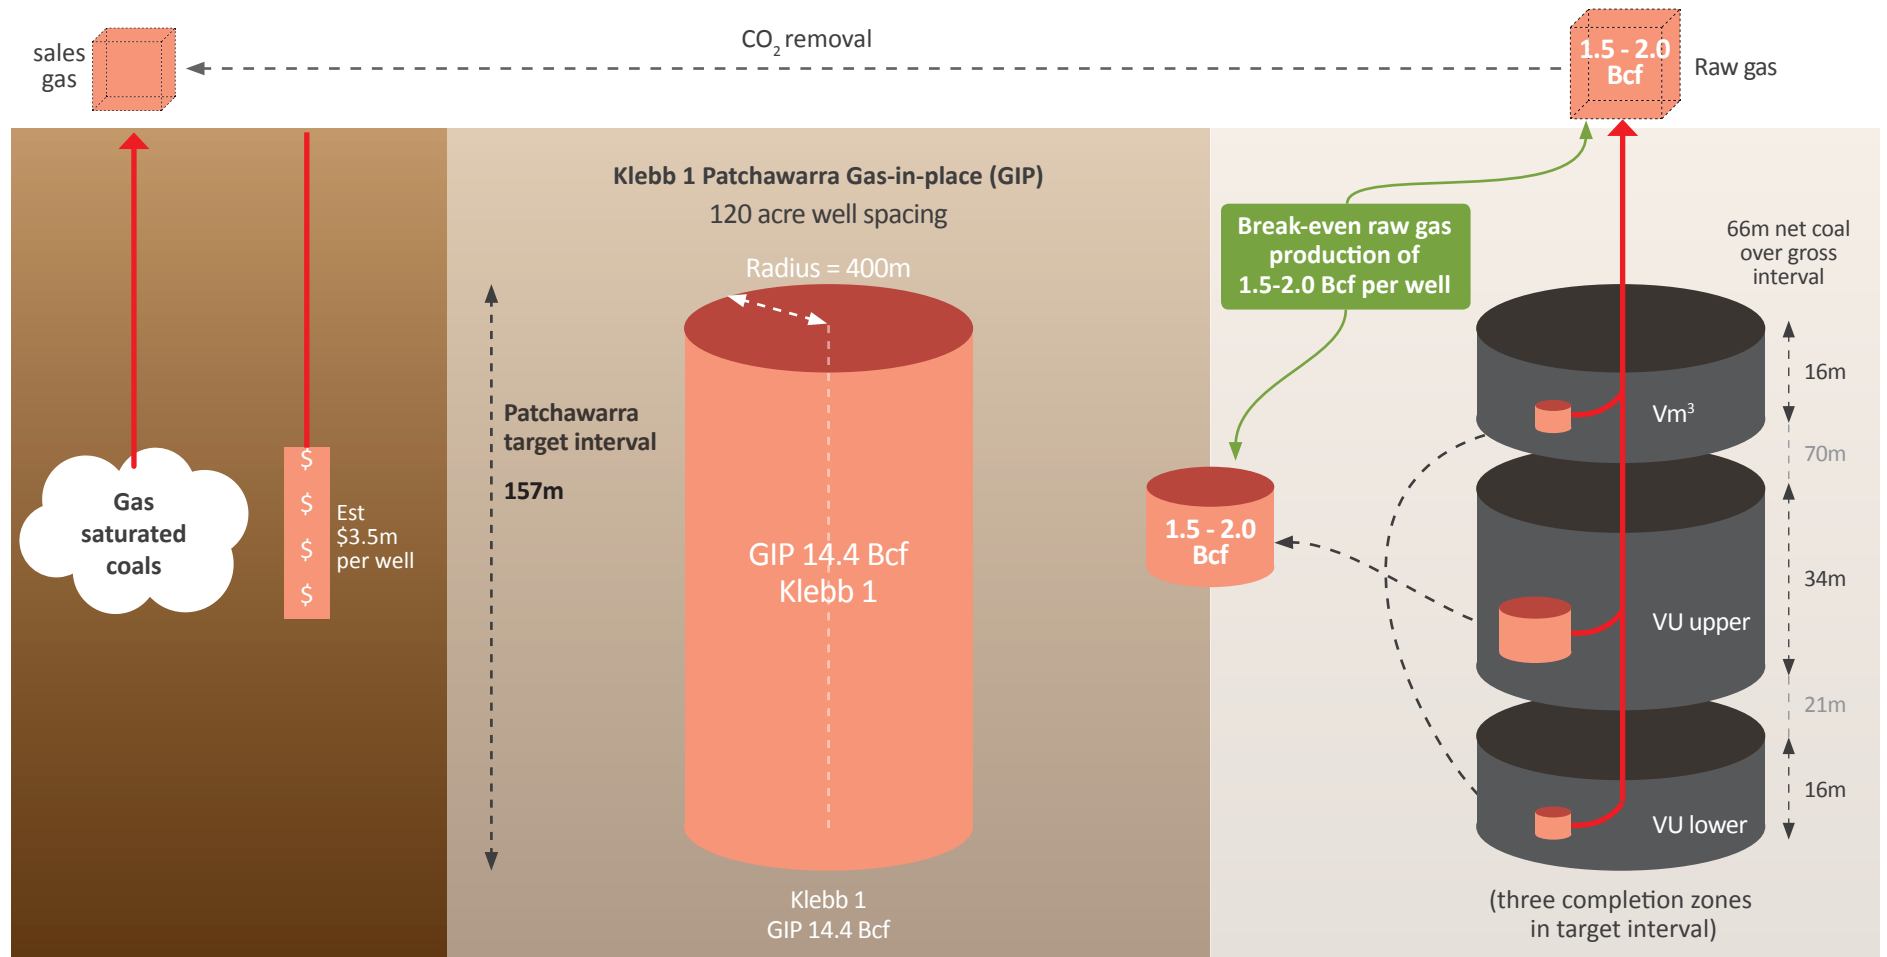 sales
gas
CO2 removal
1.5 - 2.0
Bcf
Raw gas
Gas
saturated
coals
$
$
$
$
Est
$3.5m
per well
Klebb 1 Patchawarra Gas-in-place (GIP)
120 acre well spacing
Radius = 400m
Patchawarra
target interval
157m
GIP 14.4 Bcf
Klebb 1
Klebb 1
GIP 14.4 Bcf
Break-even raw gas
production of
1.5-2.0 Bcf per well
1.5 - 2.0
Bcf
66m net coal
over gross
interval
16m
Vm³
70m
34m
VU upper
21m
16m
VU lower
(three completion zones
in target interval)